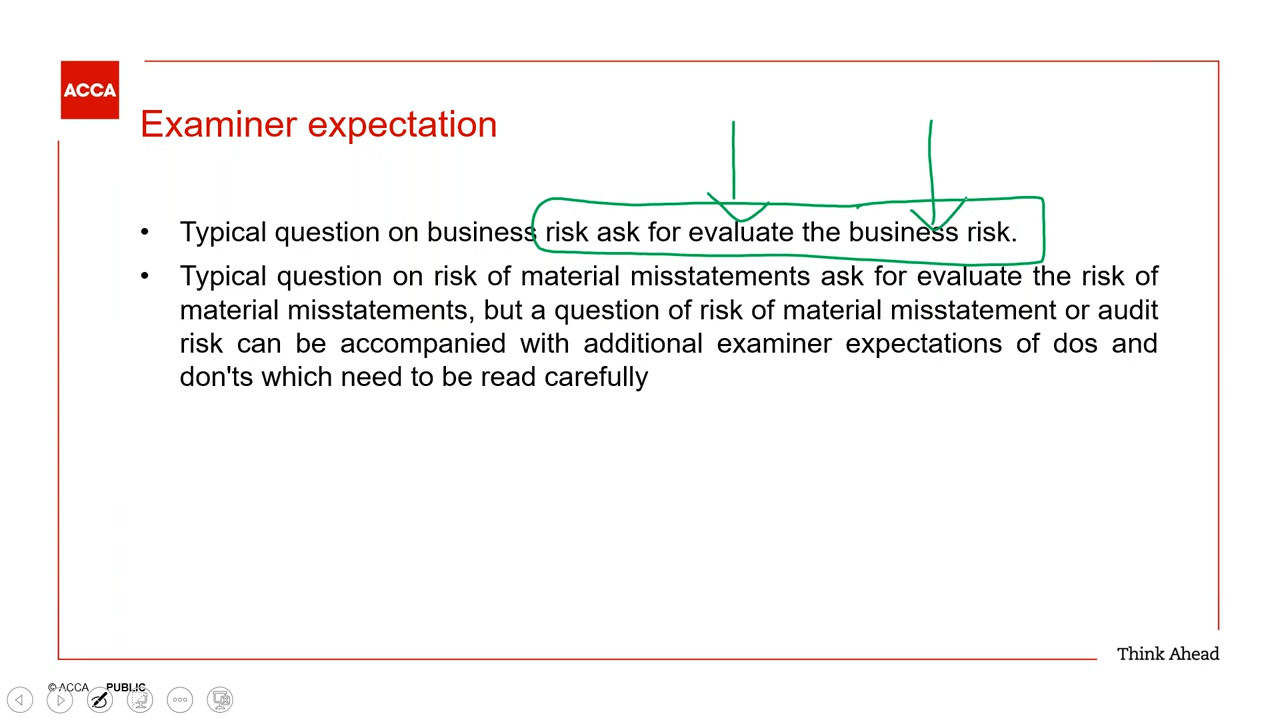 ACCA
Examiner expectation
• Typical question on business risk ask for evaluate the business risk.
• Typical question on risk of material misstatements ask for evaluate the risk of
material misstatements, but a question of risk of material misstatement or audit
risk can be accompanied with additional examiner expectations of dos and
don'ts which need to be read carefully
Think Ahead
© ACCA PUBLIC